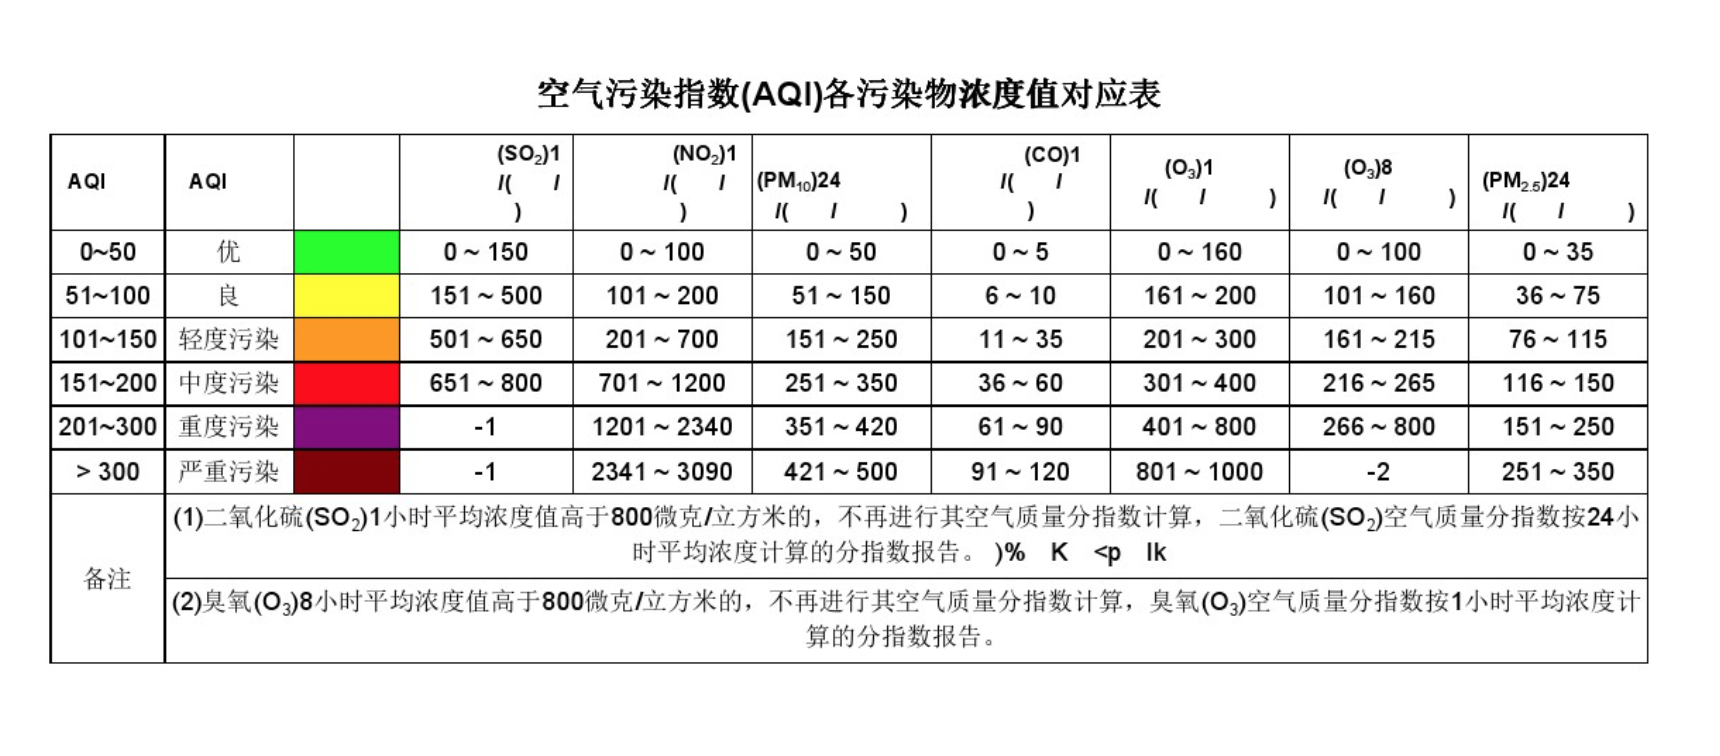 空气污染指数(AQI)各污染物浓度值对应表
AQI AQI (SO₂)1 /( / ) (NO₂)1 /( / ) (PM₁₀)24 /( / ) (CO)1 /( / ) (O₃)1 /( / ) (O₃)8 /( / ) (PM₂.₅)24 /( / )
0~50 优 0 ~ 150 0 ~ 100 0 ~ 50 0 ~ 5 0 ~ 160 0 ~ 100 0 ~ 35
51~100 良 151 ~ 500 101 ~ 200 51 ~ 150 6 ~ 10 161 ~ 200 101 ~ 160 36 ~ 75
101~150 轻度污染 501 ~ 650 201 ~ 700 151 ~ 250 11 ~ 35 201 ~ 300 161 ~ 215 76 ~ 115
151~200 中度污染 651 ~ 800 701 ~ 1200 251 ~ 350 36 ~ 60 301 ~ 400 216 ~ 265 116 ~ 150
201~300 重度污染 -1 1201 ~ 2340 351 ~ 420 61 ~ 90 401 ~ 800 266 ~ 800 151 ~ 250
> 300 严重污染 -1 2341 ~ 3090 421 ~ 500 91 ~ 120 801 ~ 1000 -2 251 ~ 350
备注
(1)二氧化硫(SO₂)1小时平均浓度值高于800微克/立方米的，不再进行其空气质量分指数计算，二氧化硫(SO₂)空气质量分指数按24小
时平均浓度计算的分指数报告。 )% K <p lk
(2)臭氧(O₃)8小时平均浓度值高于800微克/立方米的，不再进行其空气质量分指数计算，臭氧(O₃)空气质量分指数按1小时平均浓度计
算的分指数报告。